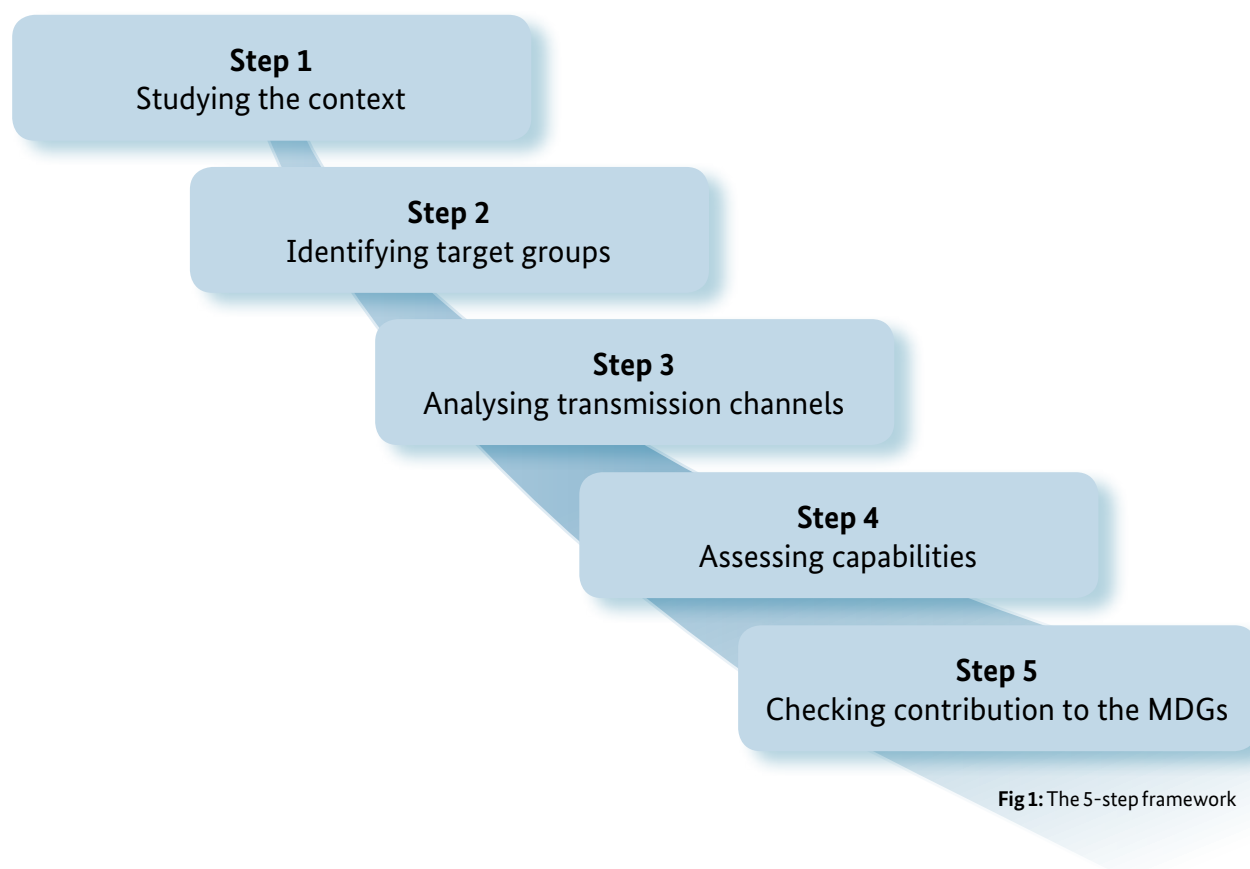 Step 1
Studying the context
Step 2
Identifying target groups
Step 3
Analysing transmission channels
Step 4
Assessing capabilities
Step 5
Checking contribution to the MDGs
Fig 1: The 5-step framework